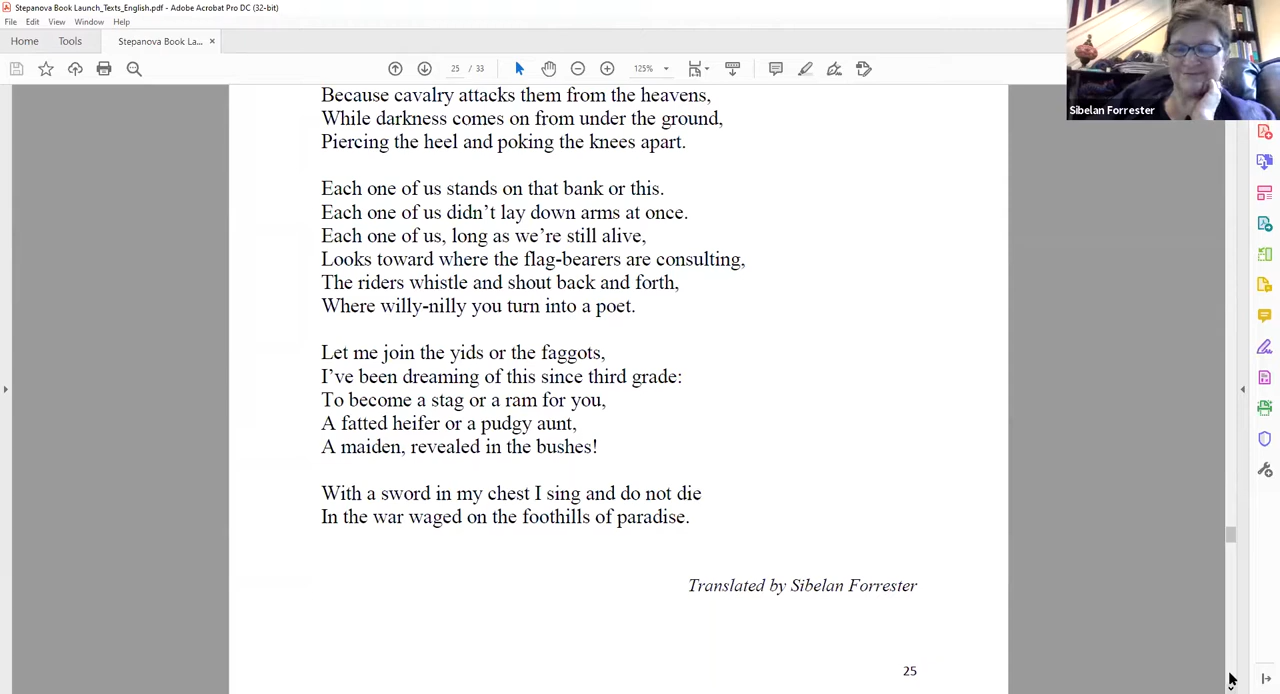 Stepanova Book Launch_Texts_English.pdf - Adobe Acrobat Pro DC (32-bit)
File Edit View Window Help
Home Tools Stepanova Book La... ×
25 / 33 125%
Sibelan Forrester
Because cavalry attacks them from the heavens,
While darkness comes on from under the ground,
Piercing the heel and poking the knees apart.
Each one of us stands on that bank or this.
Each one of us didn’t lay down arms at once.
Each one of us, long as we’re still alive,
Looks toward where the flag-bearers are consulting,
The riders whistle and shout back and forth,
Where willy-nilly you turn into a poet.
Let me join the yids or the faggots,
I’ve been dreaming of this since third grade:
To become a stag or a ram for you,
A fatted heifer or a pudgy aunt,
A maiden, revealed in the bushes!
With a sword in my chest I sing and do not die
In the war waged on the foothills of paradise.
Translated by Sibelan Forrester
25